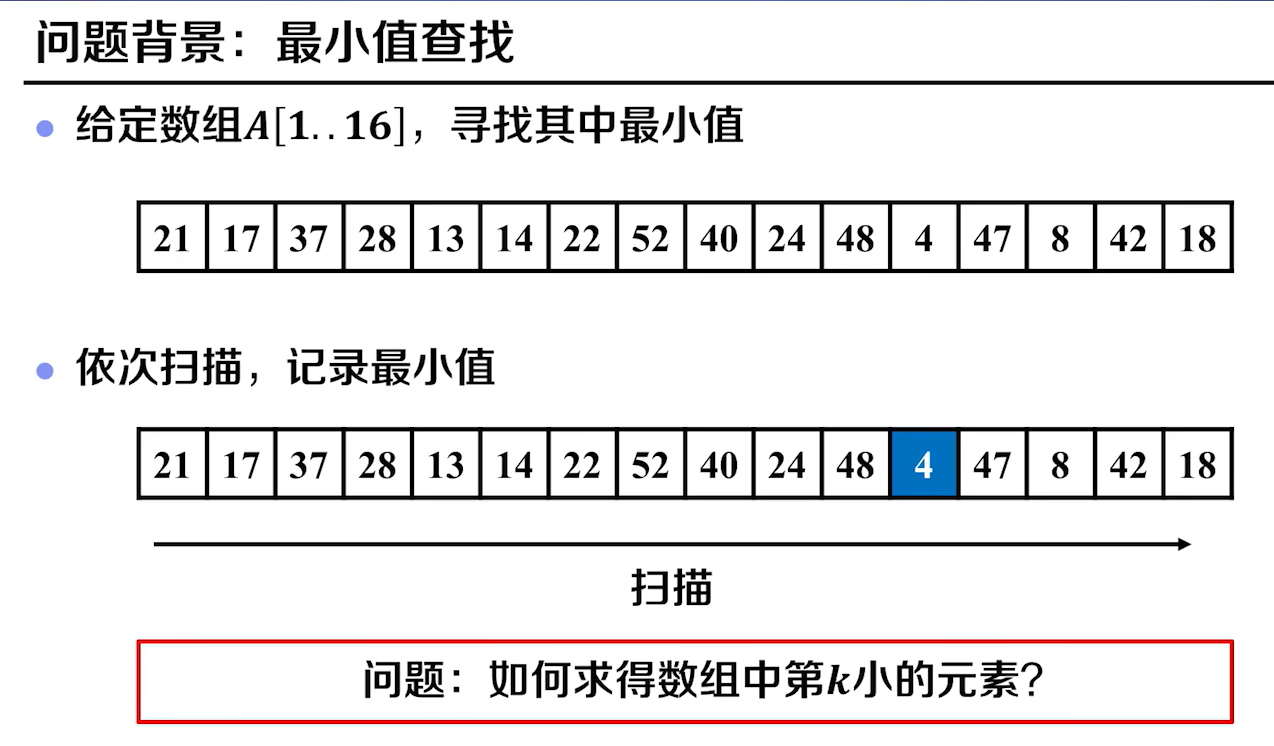 问题背景：最小值查找
给定数组A[1..16]，寻找其中最小值
21 17 37 28 13 14 22 52 40 24 48 4 47 8 42 18
依次扫描，记录最小值
21 17 37 28 13 14 22 52 40 24 48 4 47 8 42 18
扫描
问题：如何求得数组中第k小的元素？